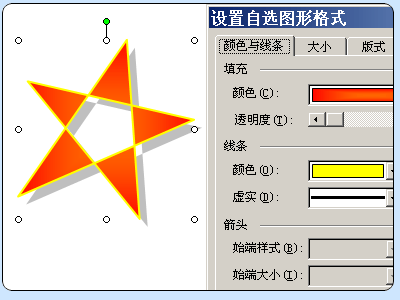 设置自选图形格式
颜色与线条 大小 版式
填充
颜色(C):
透明度(T):
线条
颜色(O):
虚实(D):
箭头
始端样式(B):
始端大小(I):